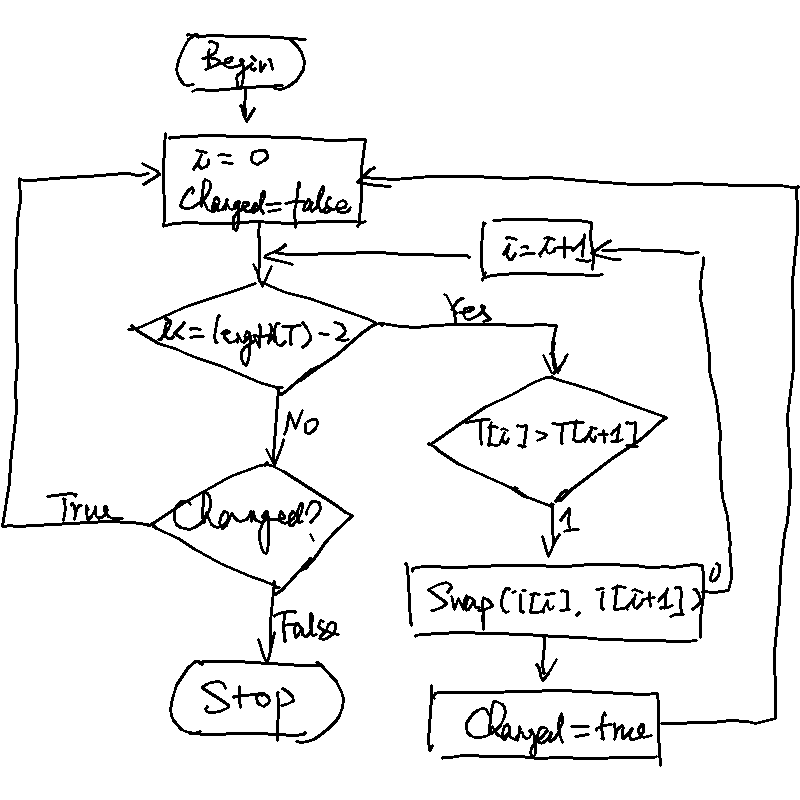 Begin
i = 0
Changed=false
i=i+1
i<=length(T)-2
Yes
No
T[i]>T[i+1]
1
True
Changed?
0
Swap(T[i], T[i+1])
False
Stop
Changed=true